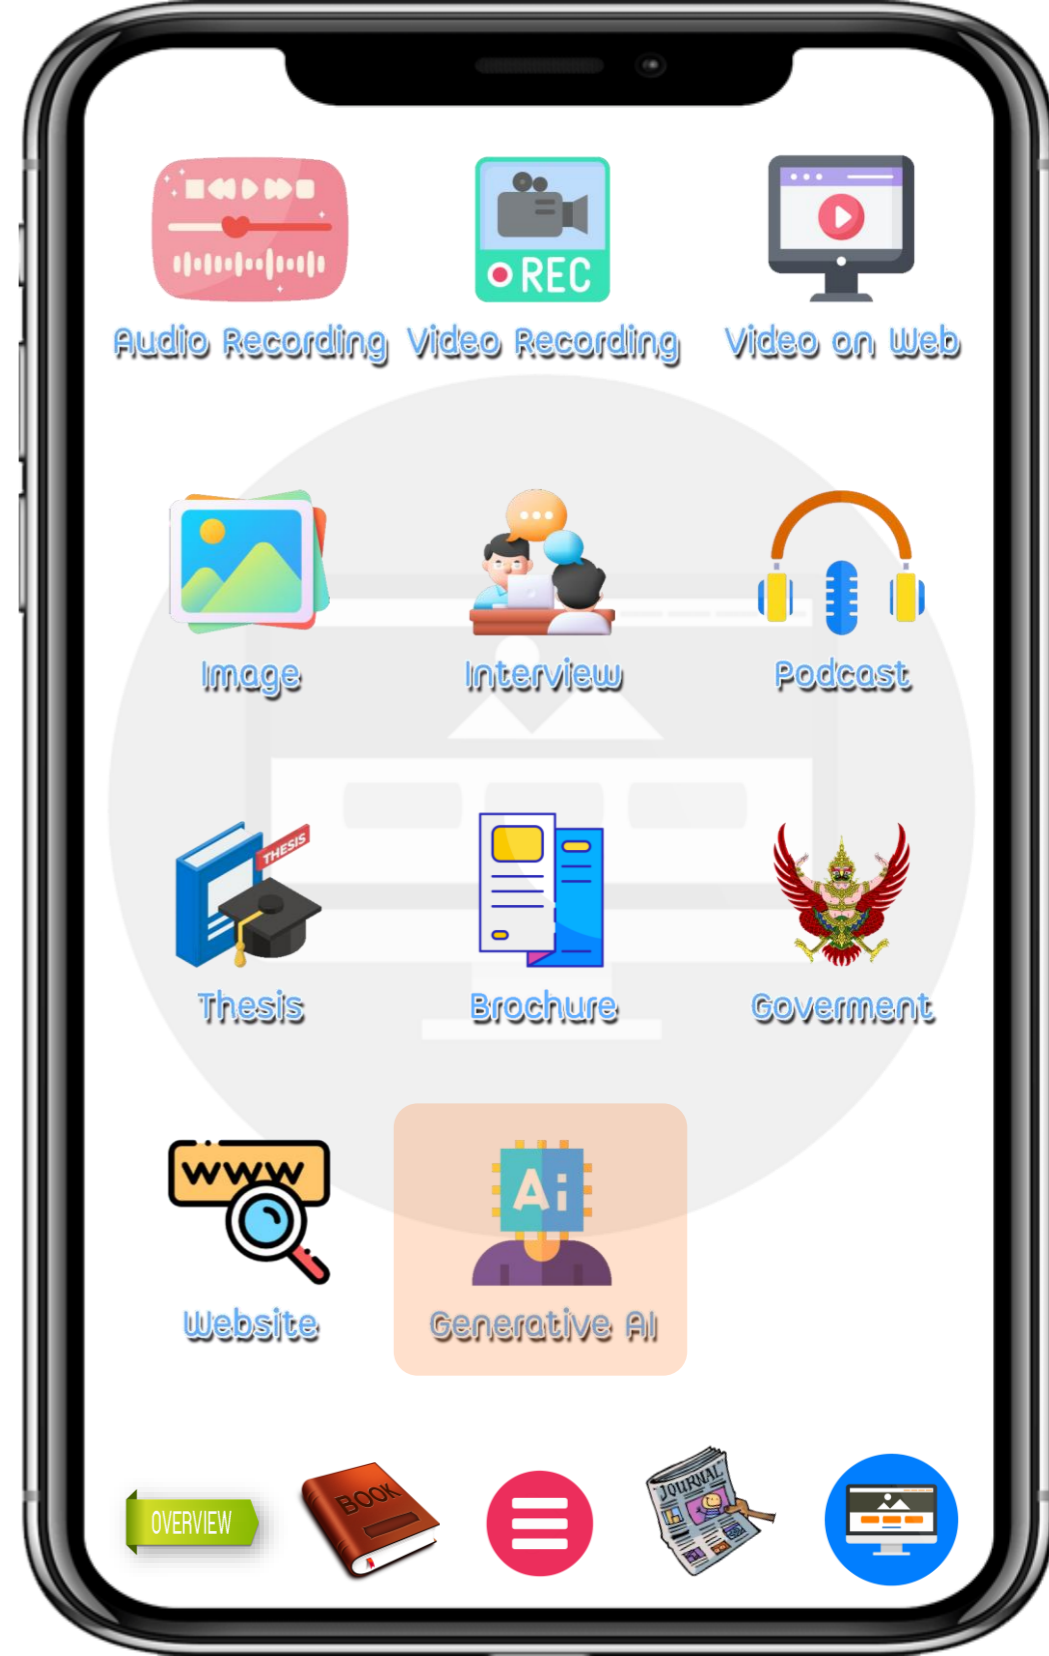 REC
Audio Recording
Video Recording
Video on Web
Image
Interview
Podcast
THESIS
Thesis
Brochure
Goverment
www
Ai
Website
Generative AI
OVERVIEW
BOOK
JOURNAL